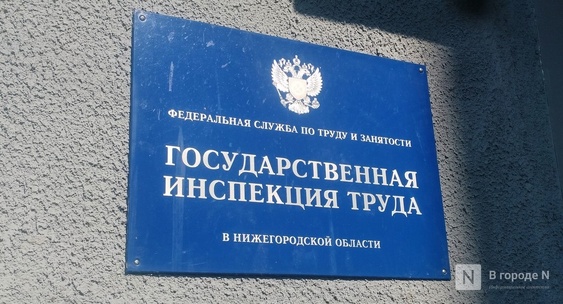 ФЕДЕРАЛЬНАЯ СЛУЖБА ПО ТРУДУ И ЗАНЯТОСТИ
ГОСУДАРСТВЕННАЯ
ИНСПЕКЦИЯ ТРУДА
В НИЖЕГОРОДСКОЙ ОБЛАСТИ
N
В городе N